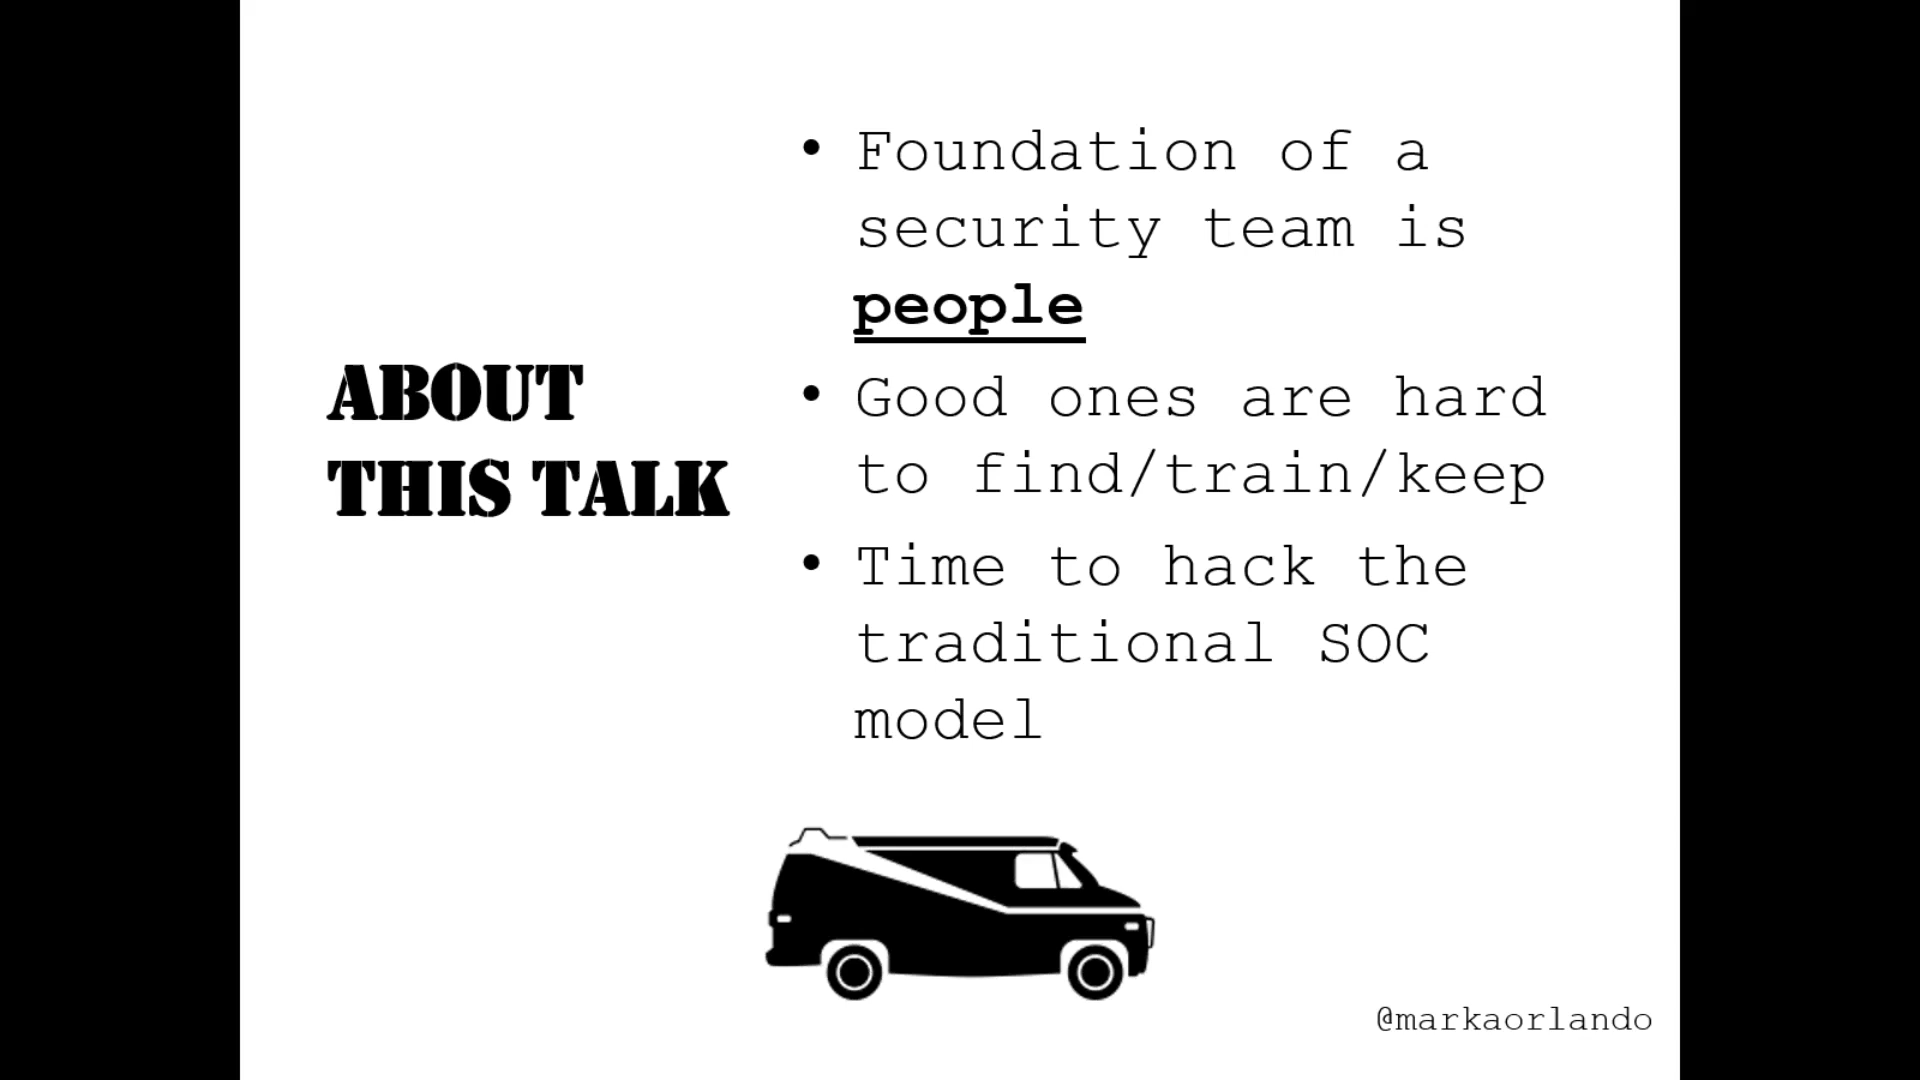 ABOUT
THIS TALK
• Foundation of a
security team is
people
• Good ones are hard
to find/train/keep
• Time to hack the
traditional SOC
model
@markaorlando